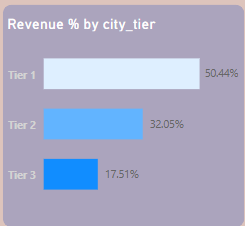 Revenue % by city_tier
Tier 1 50.44%
Tier 2 32.05%
Tier 3 17.51%